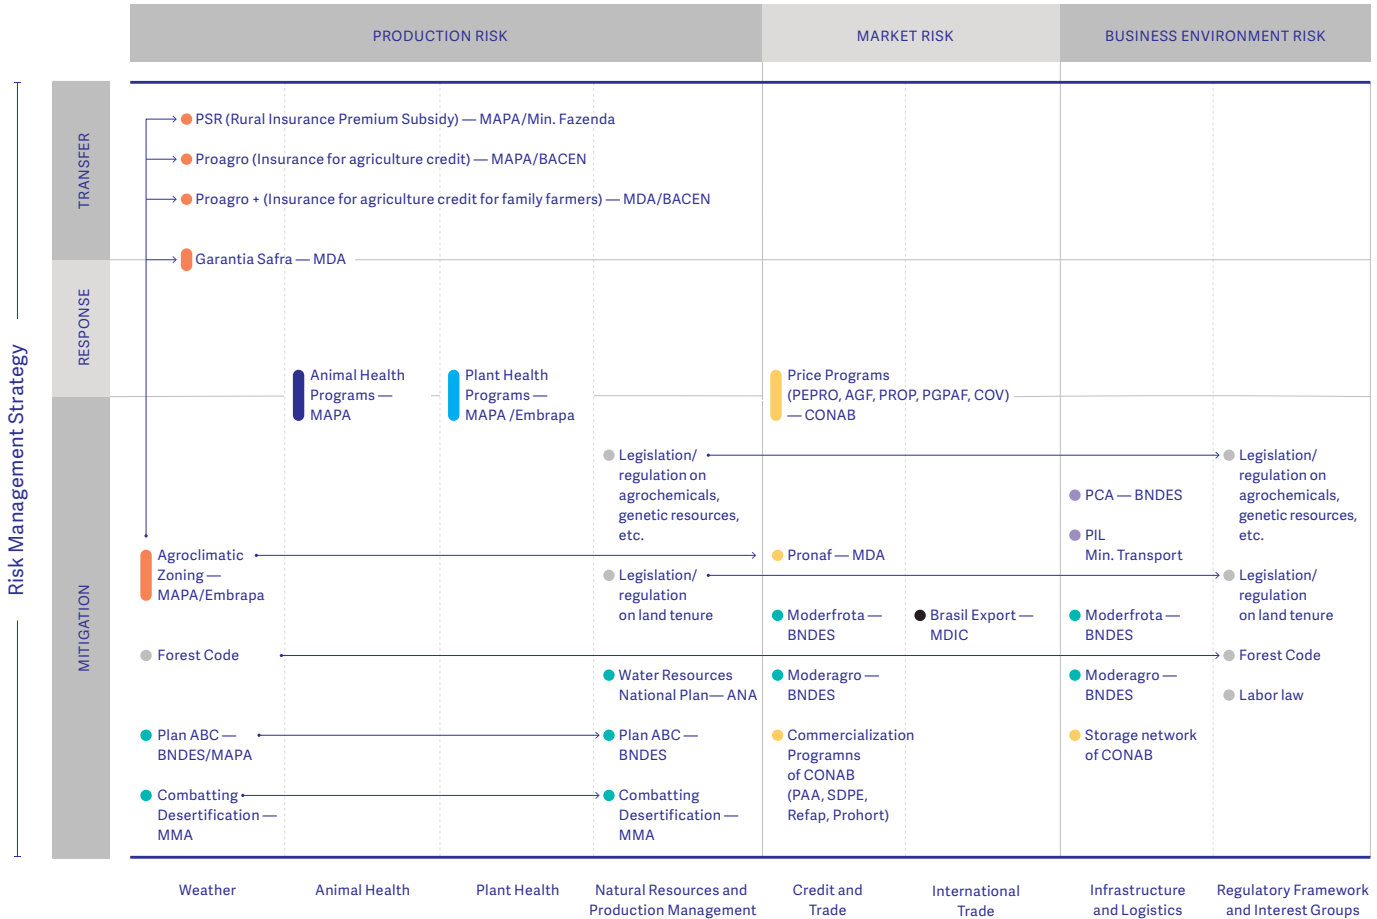 PRODUCTION RISK
MARKET RISK
BUSINESS ENVIRONMENT RISK
Risk Management Strategy
TRANSFER
PSR (Rural Insurance Premium Subsidy) — MAPA/Min. Fazenda
Proagro (Insurance for agriculture credit) — MAPA/BACEN
Proagro + (Insurance for agriculture credit for family farmers) — MDA/BACEN
Garantia Safra — MDA
RESPONSE
Animal Health
Programs —
MAPA
Plant Health
Programs —
MAPA /Embrapa
Price Programs
(PEPRO, AGF, PROP, PGPAF, COV)
— CONAB
MITIGATION
Agroclimatic
Zoning —
MAPA/Embrapa
Forest Code
Plan ABC —
BNDES/MAPA
Combatting
Desertification —
MMA
Legislation/
regulation on
agrochemicals,
genetic resources,
etc.
Legislation/
regulation
on land tenure
Water Resources
National Plan— ANA
Plan ABC —
BNDES
Combatting
Desertification —
MMA
Pronaf — MDA
Moderfrota —
BNDES
Moderagro —
BNDES
Commercialization
Programns
of CONAB
(PAA, SDPE,
Refap, Prohort)
Brasil Export —
MDIC
PCA — BNDES
PIL
Min. Transport
Moderfrota —
BNDES
Moderagro —
BNDES
Storage network
of CONAB
Legislation/
regulation on
agrochemicals,
genetic resources,
etc.
Legislation/
regulation
on land tenure
Forest Code
Labor law
Weather
Animal Health
Plant Health
Natural Resources and
Production Management
Credit and
Trade
International
Trade
Infrastructure
and Logistics
Regulatory Framework
and Interest Groups